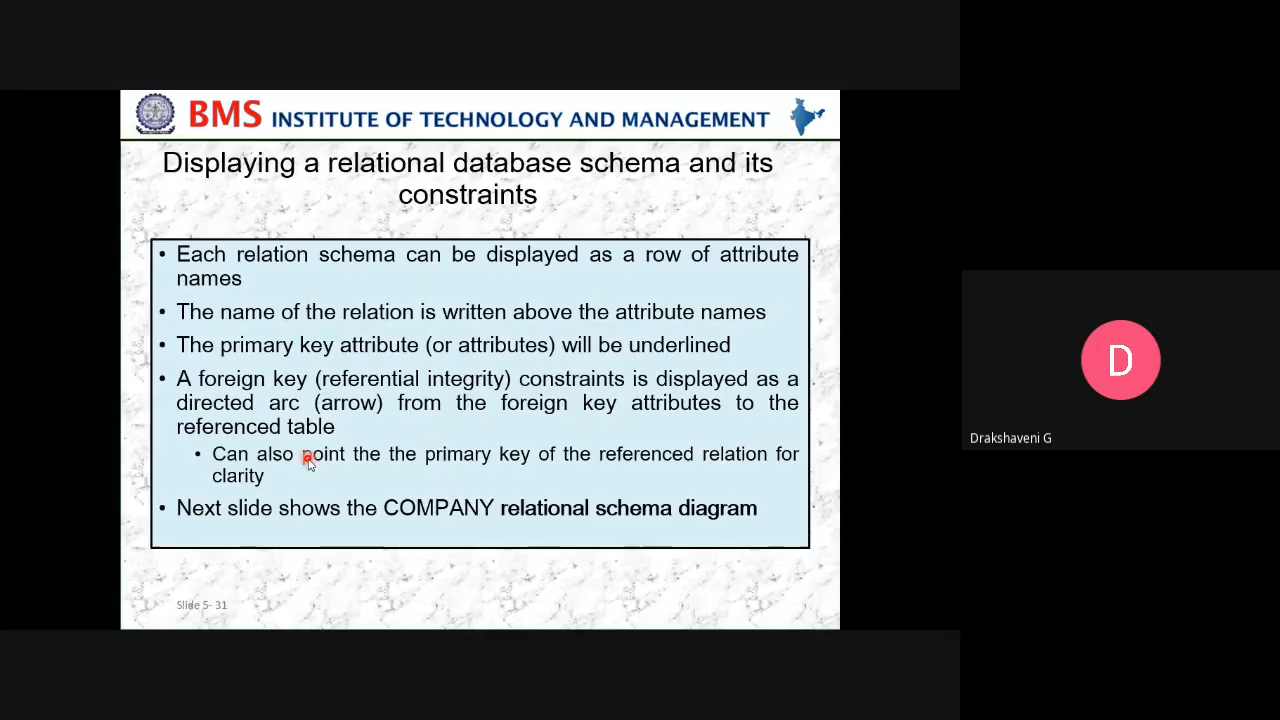 BMS INSTITUTE OF TECHNOLOGY AND MANAGEMENT
Displaying a relational database schema and its
constraints
• Each relation schema can be displayed as a row of attribute
names
• The name of the relation is written above the attribute names
• The primary key attribute (or attributes) will be underlined
• A foreign key (referential integrity) constraints is displayed as a
directed arc (arrow) from the foreign key attributes to the
referenced table
• Can also point the the primary key of the referenced relation for
clarity
• Next slide shows the COMPANY relational schema diagram
Slide 5- 31
D
Drakshaveni G